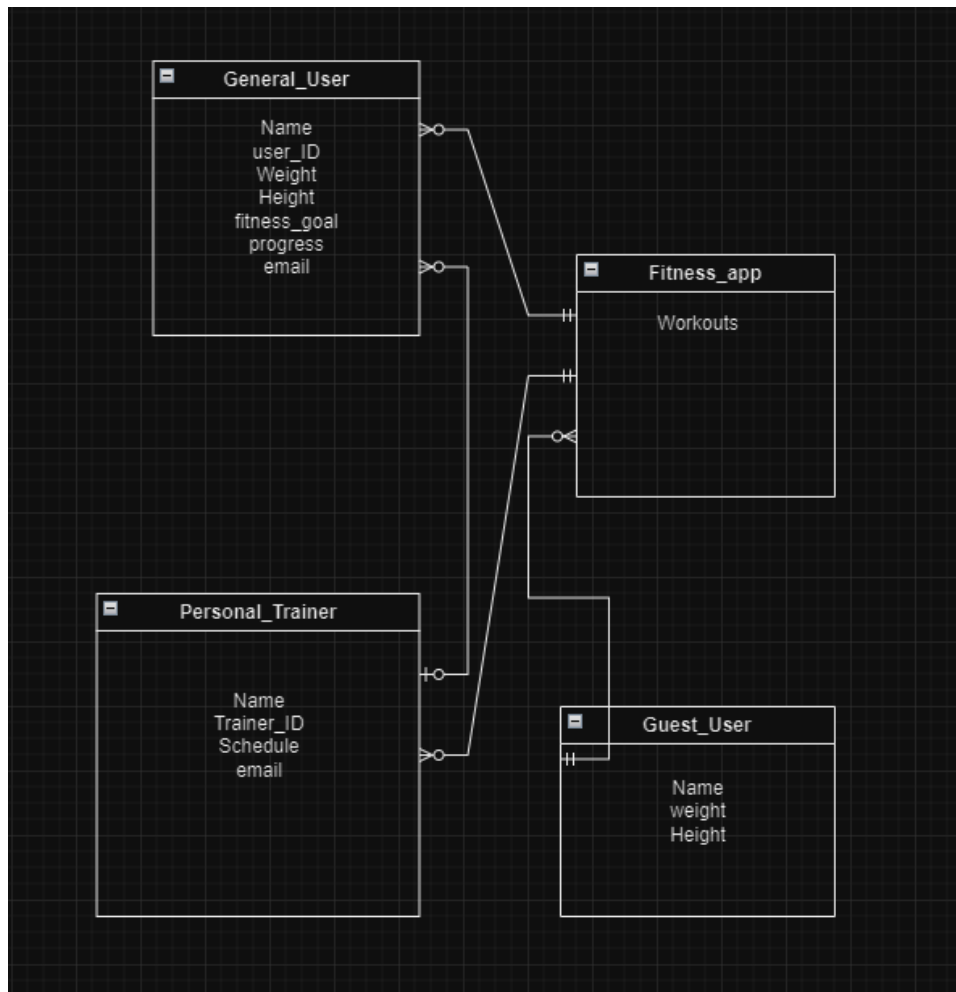 General_User
Name
user_ID
Weight
Height
fitness_goal
progress
email
Fitness_app
Workouts
Personal_Trainer
Name
Trainer_ID
Schedule
email
Guest_User
Name
weight
Height